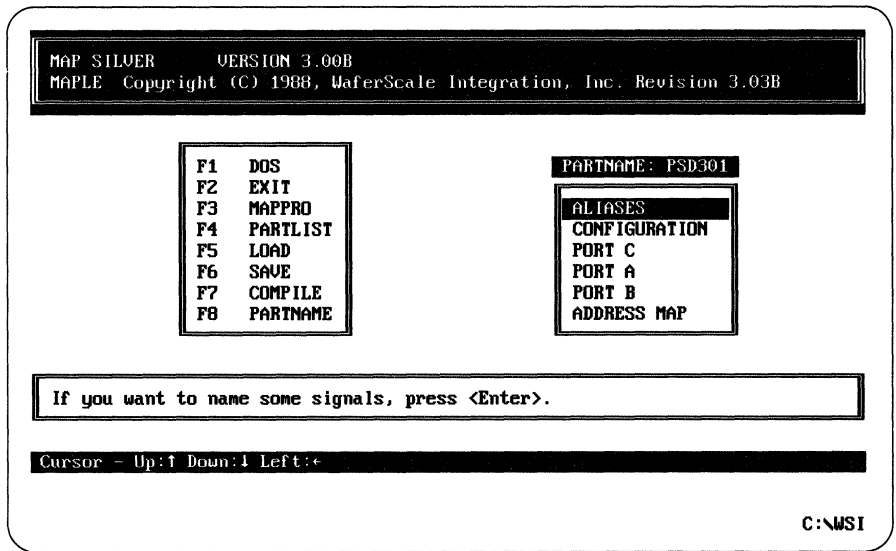 MAP SILVER VERSION 3.00B
MAPLE Copyright (C) 1988, WaferScale Integration, Inc. Revision 3.03B
F1 DOS
F2 EXIT
F3 MAPPRO
F4 PARTLIST
F5 LOAD
F6 SAVE
F7 COMPILE
F8 PARTNAME
PARTNAME: PSD301
ALIASES
CONFIGURATION
PORT C
PORT A
PORT B
ADDRESS MAP
If you want to name some signals, press <Enter>.
Cursor - Up:↑ Down:↓ Left:←
C:\WSI